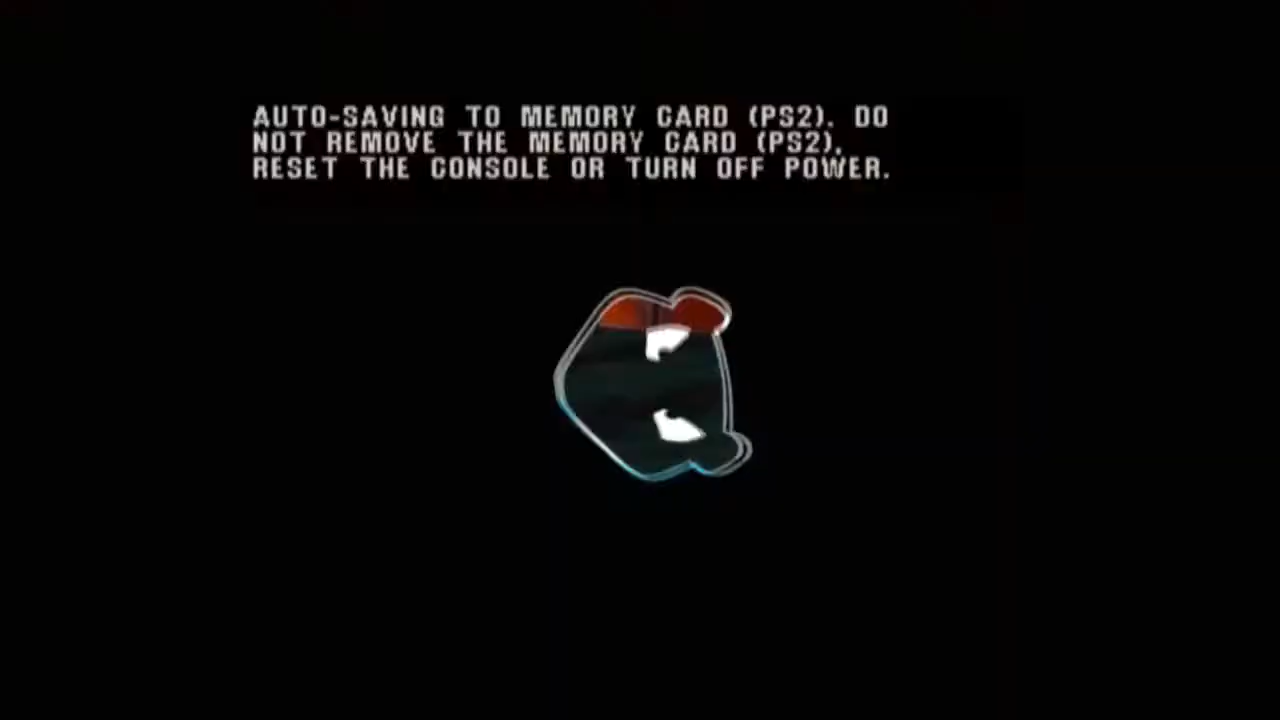 AUTO-SAVING TO MEMORY CARD (PS2). DO
NOT REMOVE THE MEMORY CARD (PS2),
RESET THE CONSOLE OR TURN OFF POWER.